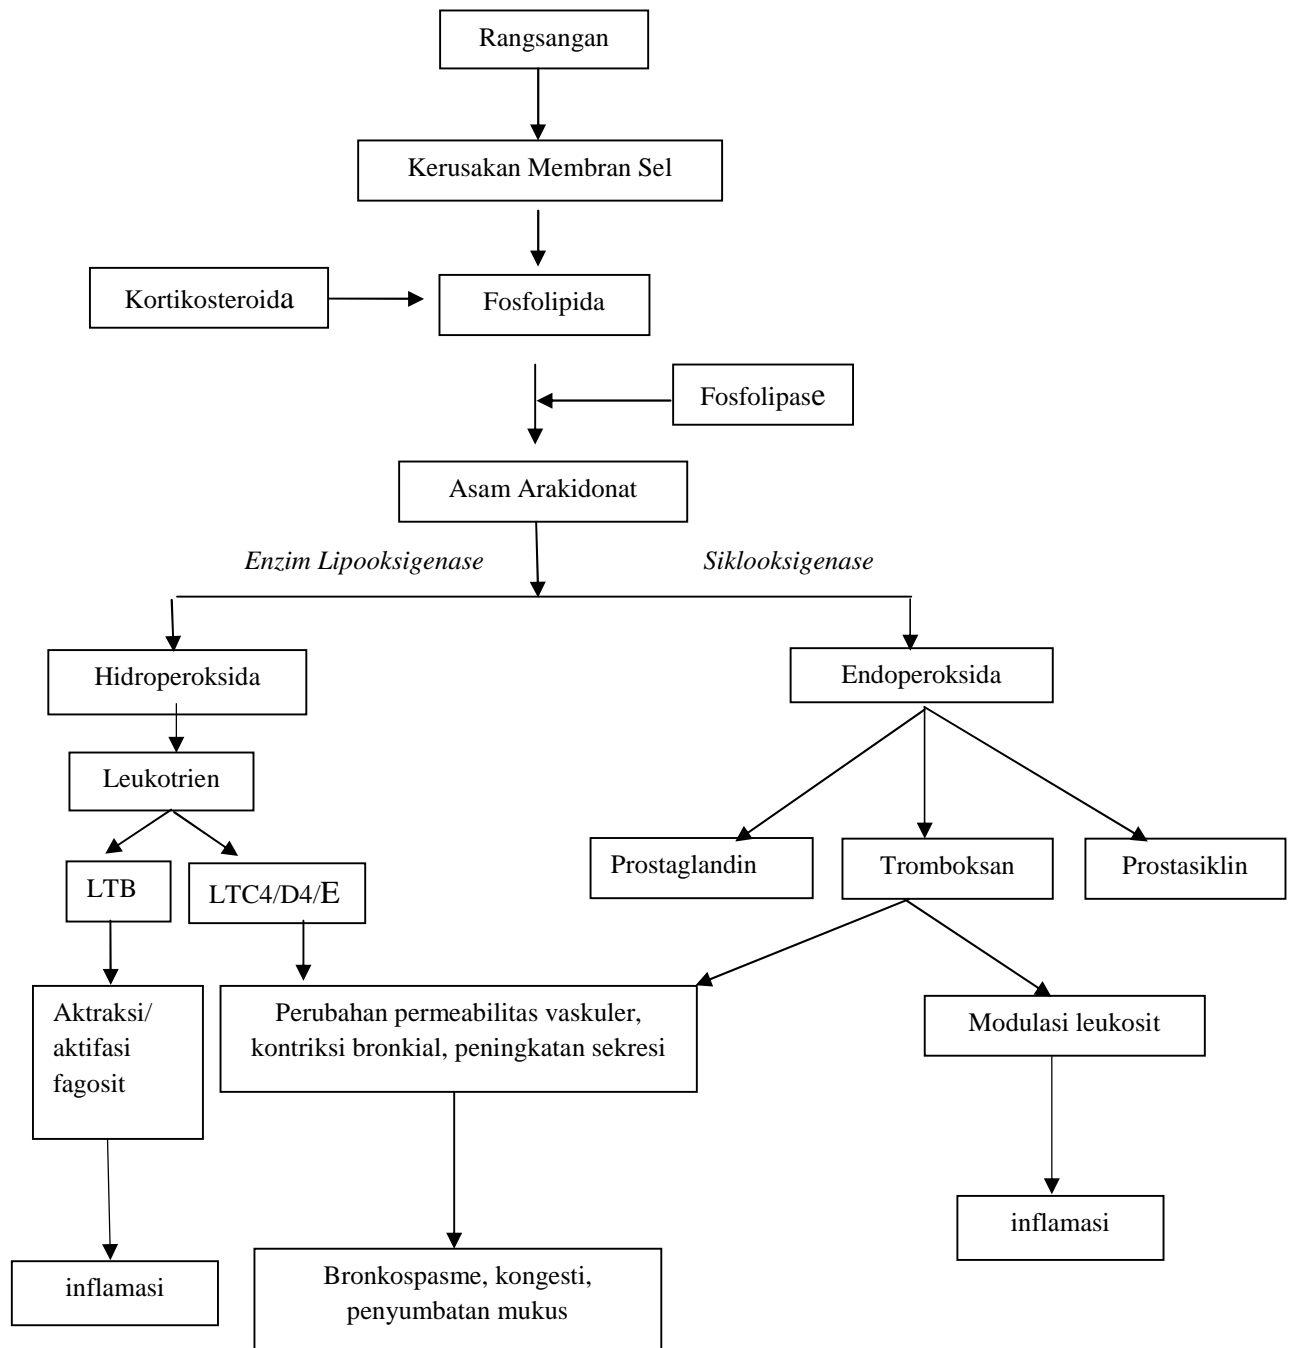 Rangsangan
Kerusakan Membran Sel
Kortikosteroida
Fosfolipida
Fosfolipase
Asam Arakidonat
Enzim Lipooksigenase
Siklooksigenase
Hidroperoksida
Endoperoksida
Leukotrien
Prostaglandin
Tromboksan
Prostasiklin
LTB
LTC4/D4/E
Aktraksi/
aktifasi
fagosit
Perubahan permeabilitas vaskuler,
kontriksi bronkial, peningkatan sekresi
Modulasi leukosit
inflamasi
inflamasi
Bronkospasme, kongesti,
penyumbatan mukus